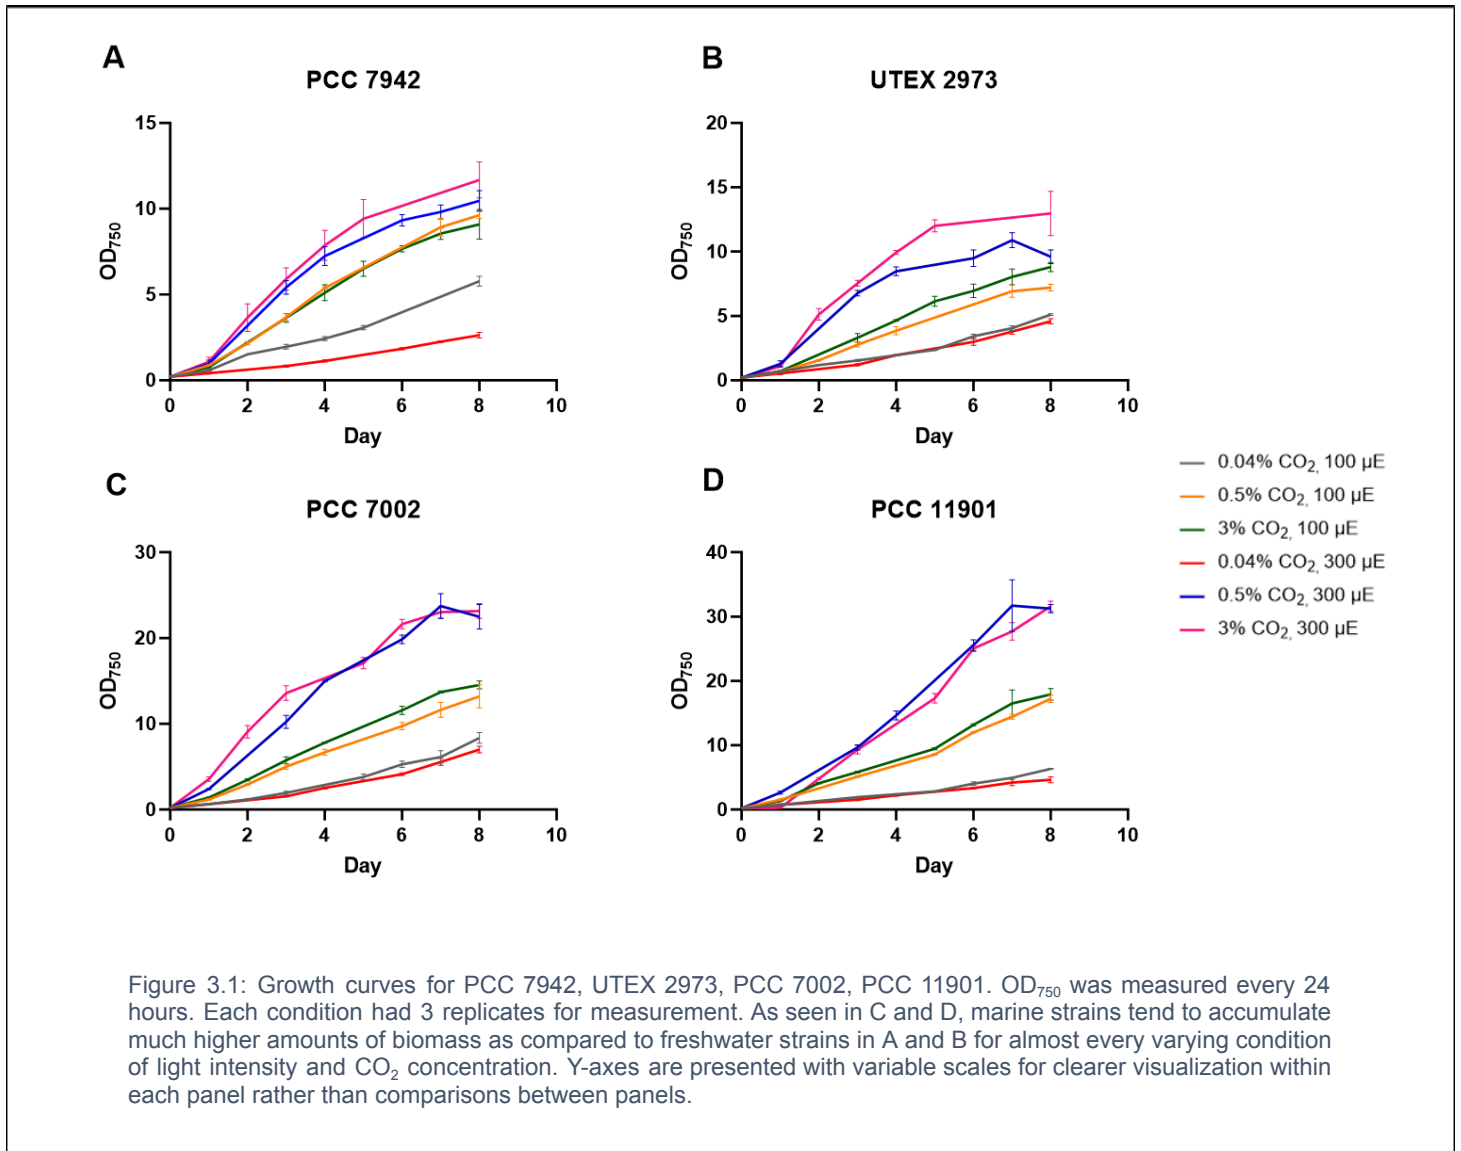 A
PCC 7942
15
10
5
0
OD750
0 2 4 6 8 10
Day
B
UTEX 2973
20
15
10
5
0
OD750
0 2 4 6 8 10
Day
C
PCC 7002
30
20
10
0
OD750
0 2 4 6 8 10
Day
D
PCC 11901
40
30
20
10
0
OD750
0 2 4 6 8 10
Day
0.04% CO2, 100 µE
0.5% CO2, 100 µE
3% CO2, 100 µE
0.04% CO2, 300 µE
0.5% CO2, 300 µE
3% CO2, 300 µE
Figure 3.1: Growth curves for PCC 7942, UTEX 2973, PCC 7002, PCC 11901. OD750 was measured every 24
hours. Each condition had 3 replicates for measurement. As seen in C and D, marine strains tend to accumulate
much higher amounts of biomass as compared to freshwater strains in A and B for almost every varying condition
of light intensity and CO2 concentration. Y-axes are presented with variable scales for clearer visualization within
each panel rather than comparisons between panels.